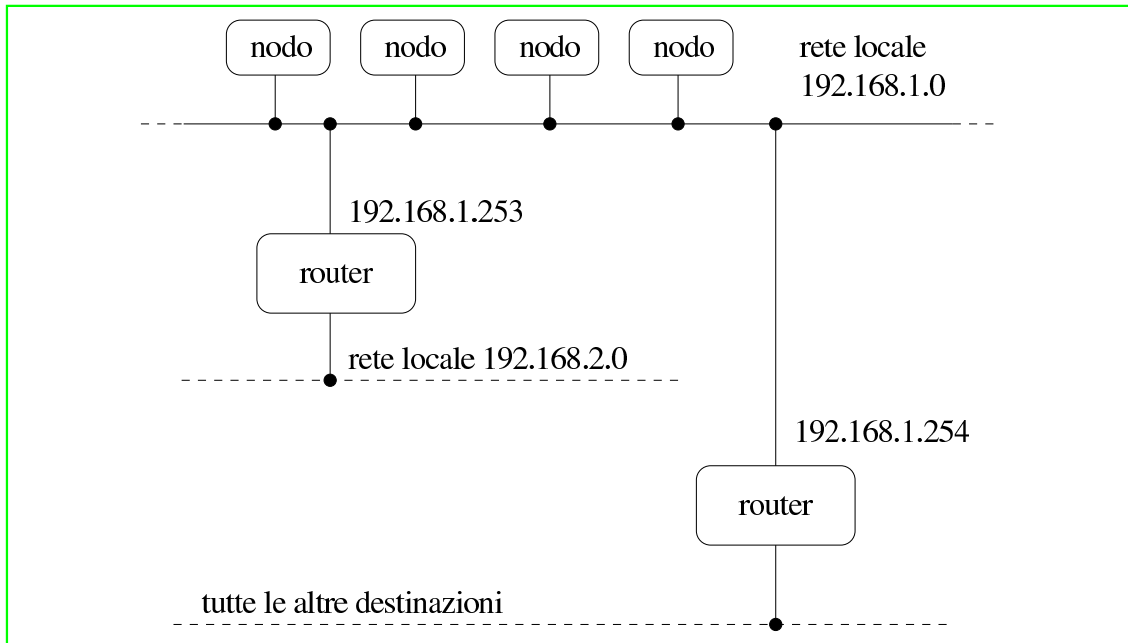 nodo
nodo
nodo
nodo
rete locale
192.168.1.0
192.168.1.253
router
rete locale 192.168.2.0
192.168.1.254
router
tutte le altre destinazioni